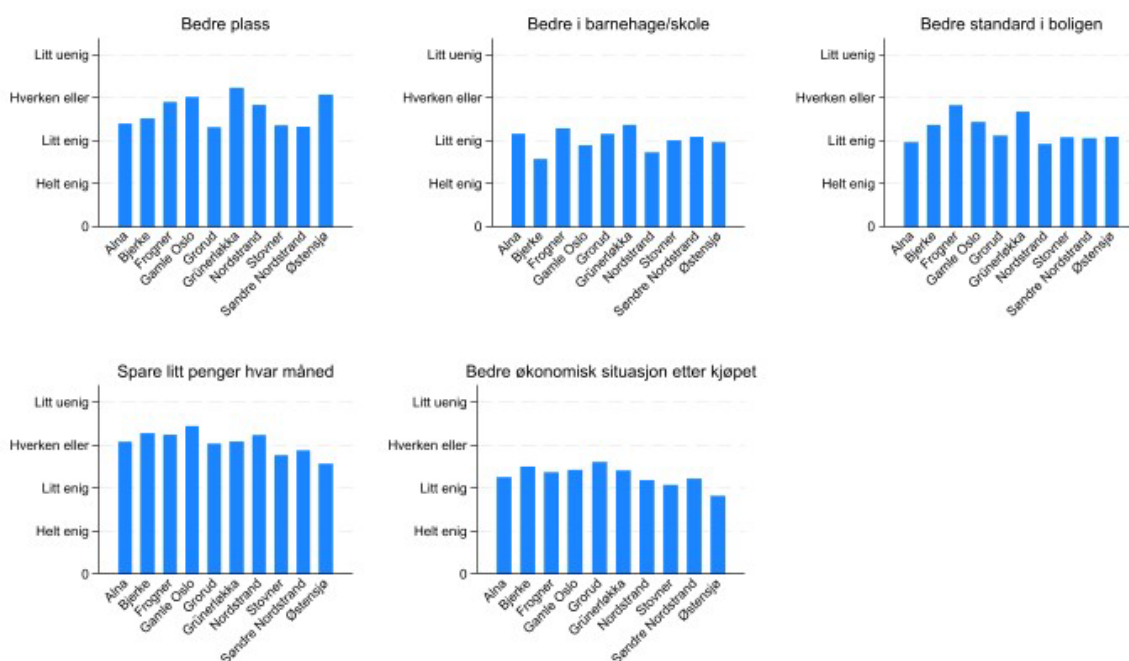 Bedre plass
Litt uenig
Hverken eller
Litt enig
Helt enig
0
Alna
Bjerke
Frogner
Gamle Oslo
Grorud
Grünerløkka
Nordstrand
Stovner
Søndre Nordstrand
Østensjø
Bedre i barnehage/skole
Litt uenig
Hverken eller
Litt enig
Helt enig
0
Alna
Bjerke
Frogner
Gamle Oslo
Grorud
Grünerløkka
Nordstrand
Stovner
Søndre Nordstrand
Østensjø
Bedre standard i boligen
Litt uenig
Hverken eller
Litt enig
Helt enig
0
Alna
Bjerke
Frogner
Gamle Oslo
Grorud
Grünerløkka
Nordstrand
Stovner
Søndre Nordstrand
Østensjø
Spare litt penger hvar måned
Litt uenig
Hverken eller
Litt enig
Helt enig
0
Alna
Bjerke
Frogner
Gamle Oslo
Grorud
Grünerløkka
Nordstrand
Stovner
Søndre Nordstrand
Østensjø
Bedre økonomisk situasjon etter kjøpet
Litt uenig
Hverken eller
Litt enig
Helt enig
0
Alna
Bjerke
Frogner
Gamle Oslo
Grorud
Grünerløkka
Nordstrand
Stovner
Søndre Nordstrand
Østensjø